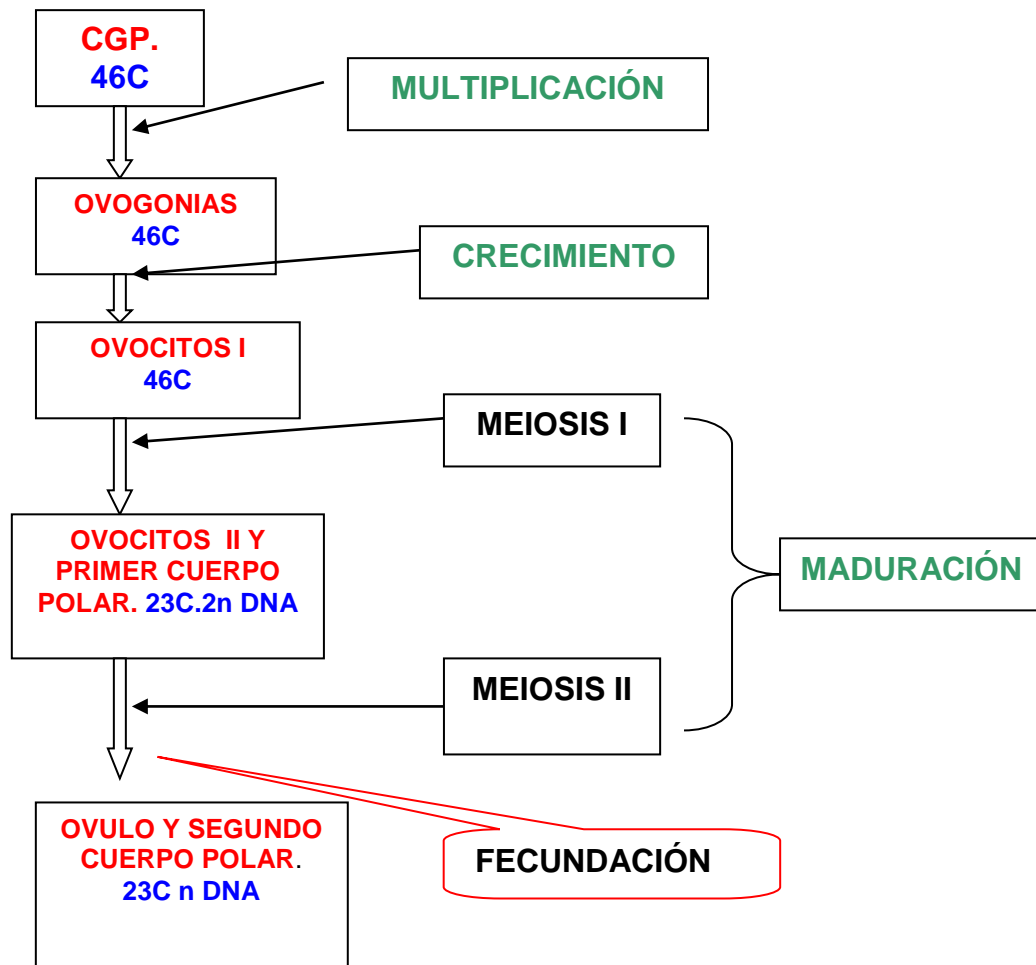 CGP.
46C
MULTIPLICACIÓN
OVOGONIAS
46C
CRECIMIENTO
OVOCITOS I
46C
MEIOSIS I
OVOCITOS II Y
PRIMER CUERPO
POLAR. 23C.2n DNA
MADURACIÓN
MEIOSIS II
OVULO Y SEGUNDO
CUERPO POLAR.
23C n DNA
FECUNDACIÓN